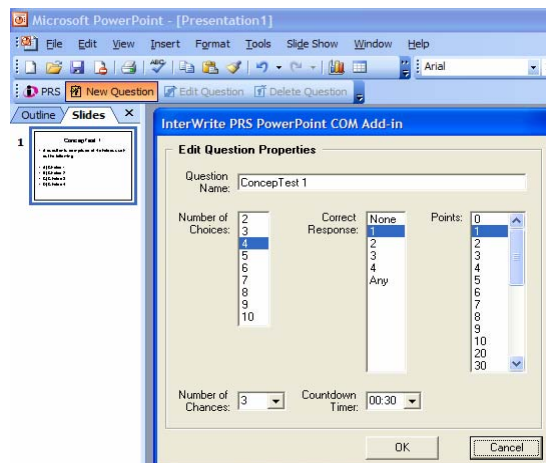 Microsoft PowerPoint - [Presentation1]
File Edit View Insert Format Tools Slide Show Window Help
Arial
PRS New Question Edit Question Delete Question
Outline Slides X
InterWrite PRS PowerPoint COM Add-in
1
ConcepTest 1
Edit Question Properties
Question Name: ConcepTest 1
Number of Choices:
2
3
4
5
6
7
8
9
10
Correct Response:
None
1
2
3
4
Any
Points:
0
1
2
3
4
5
6
7
8
9
10
20
30
Number of Chances: 3
Countdown Timer: 00:30
OK Cancel